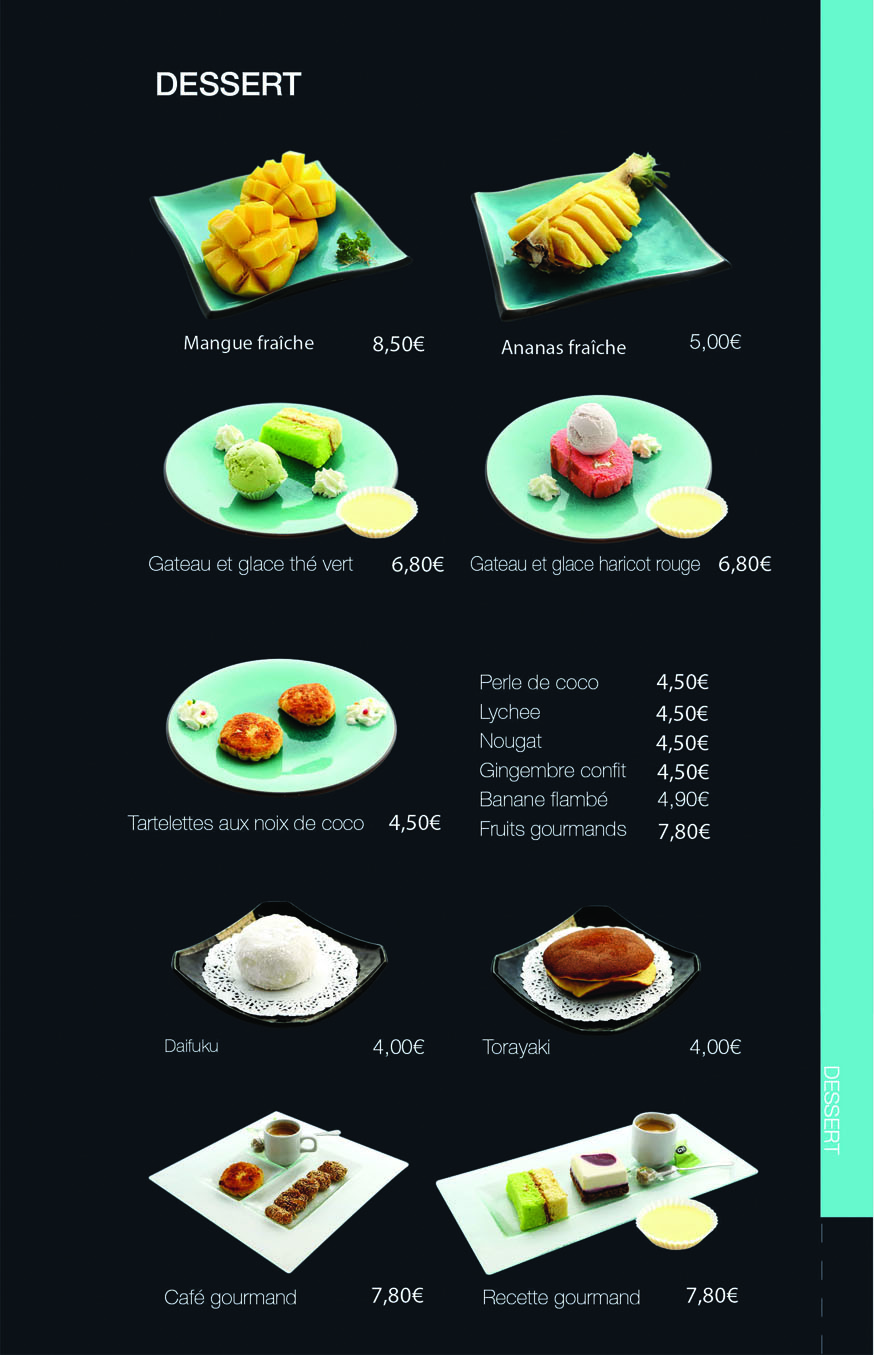 DESSERT
Mangue fraîche 8,50€
Ananas fraîche 5,00€
Gateau et glace thé vert 6,80€
Gateau et glace haricot rouge 6,80€
Tartelettes aux noix de coco 4,50€
Perle de coco 4,50€
Lychee 4,50€
Nougat 4,50€
Gingembre confit 4,50€
Banane flambé 4,90€
Fruits gourmands 7,80€
Daifuku 4,00€
Torayaki 4,00€
Café gourmand 7,80€
Recette gourmand 7,80€
DESSERT